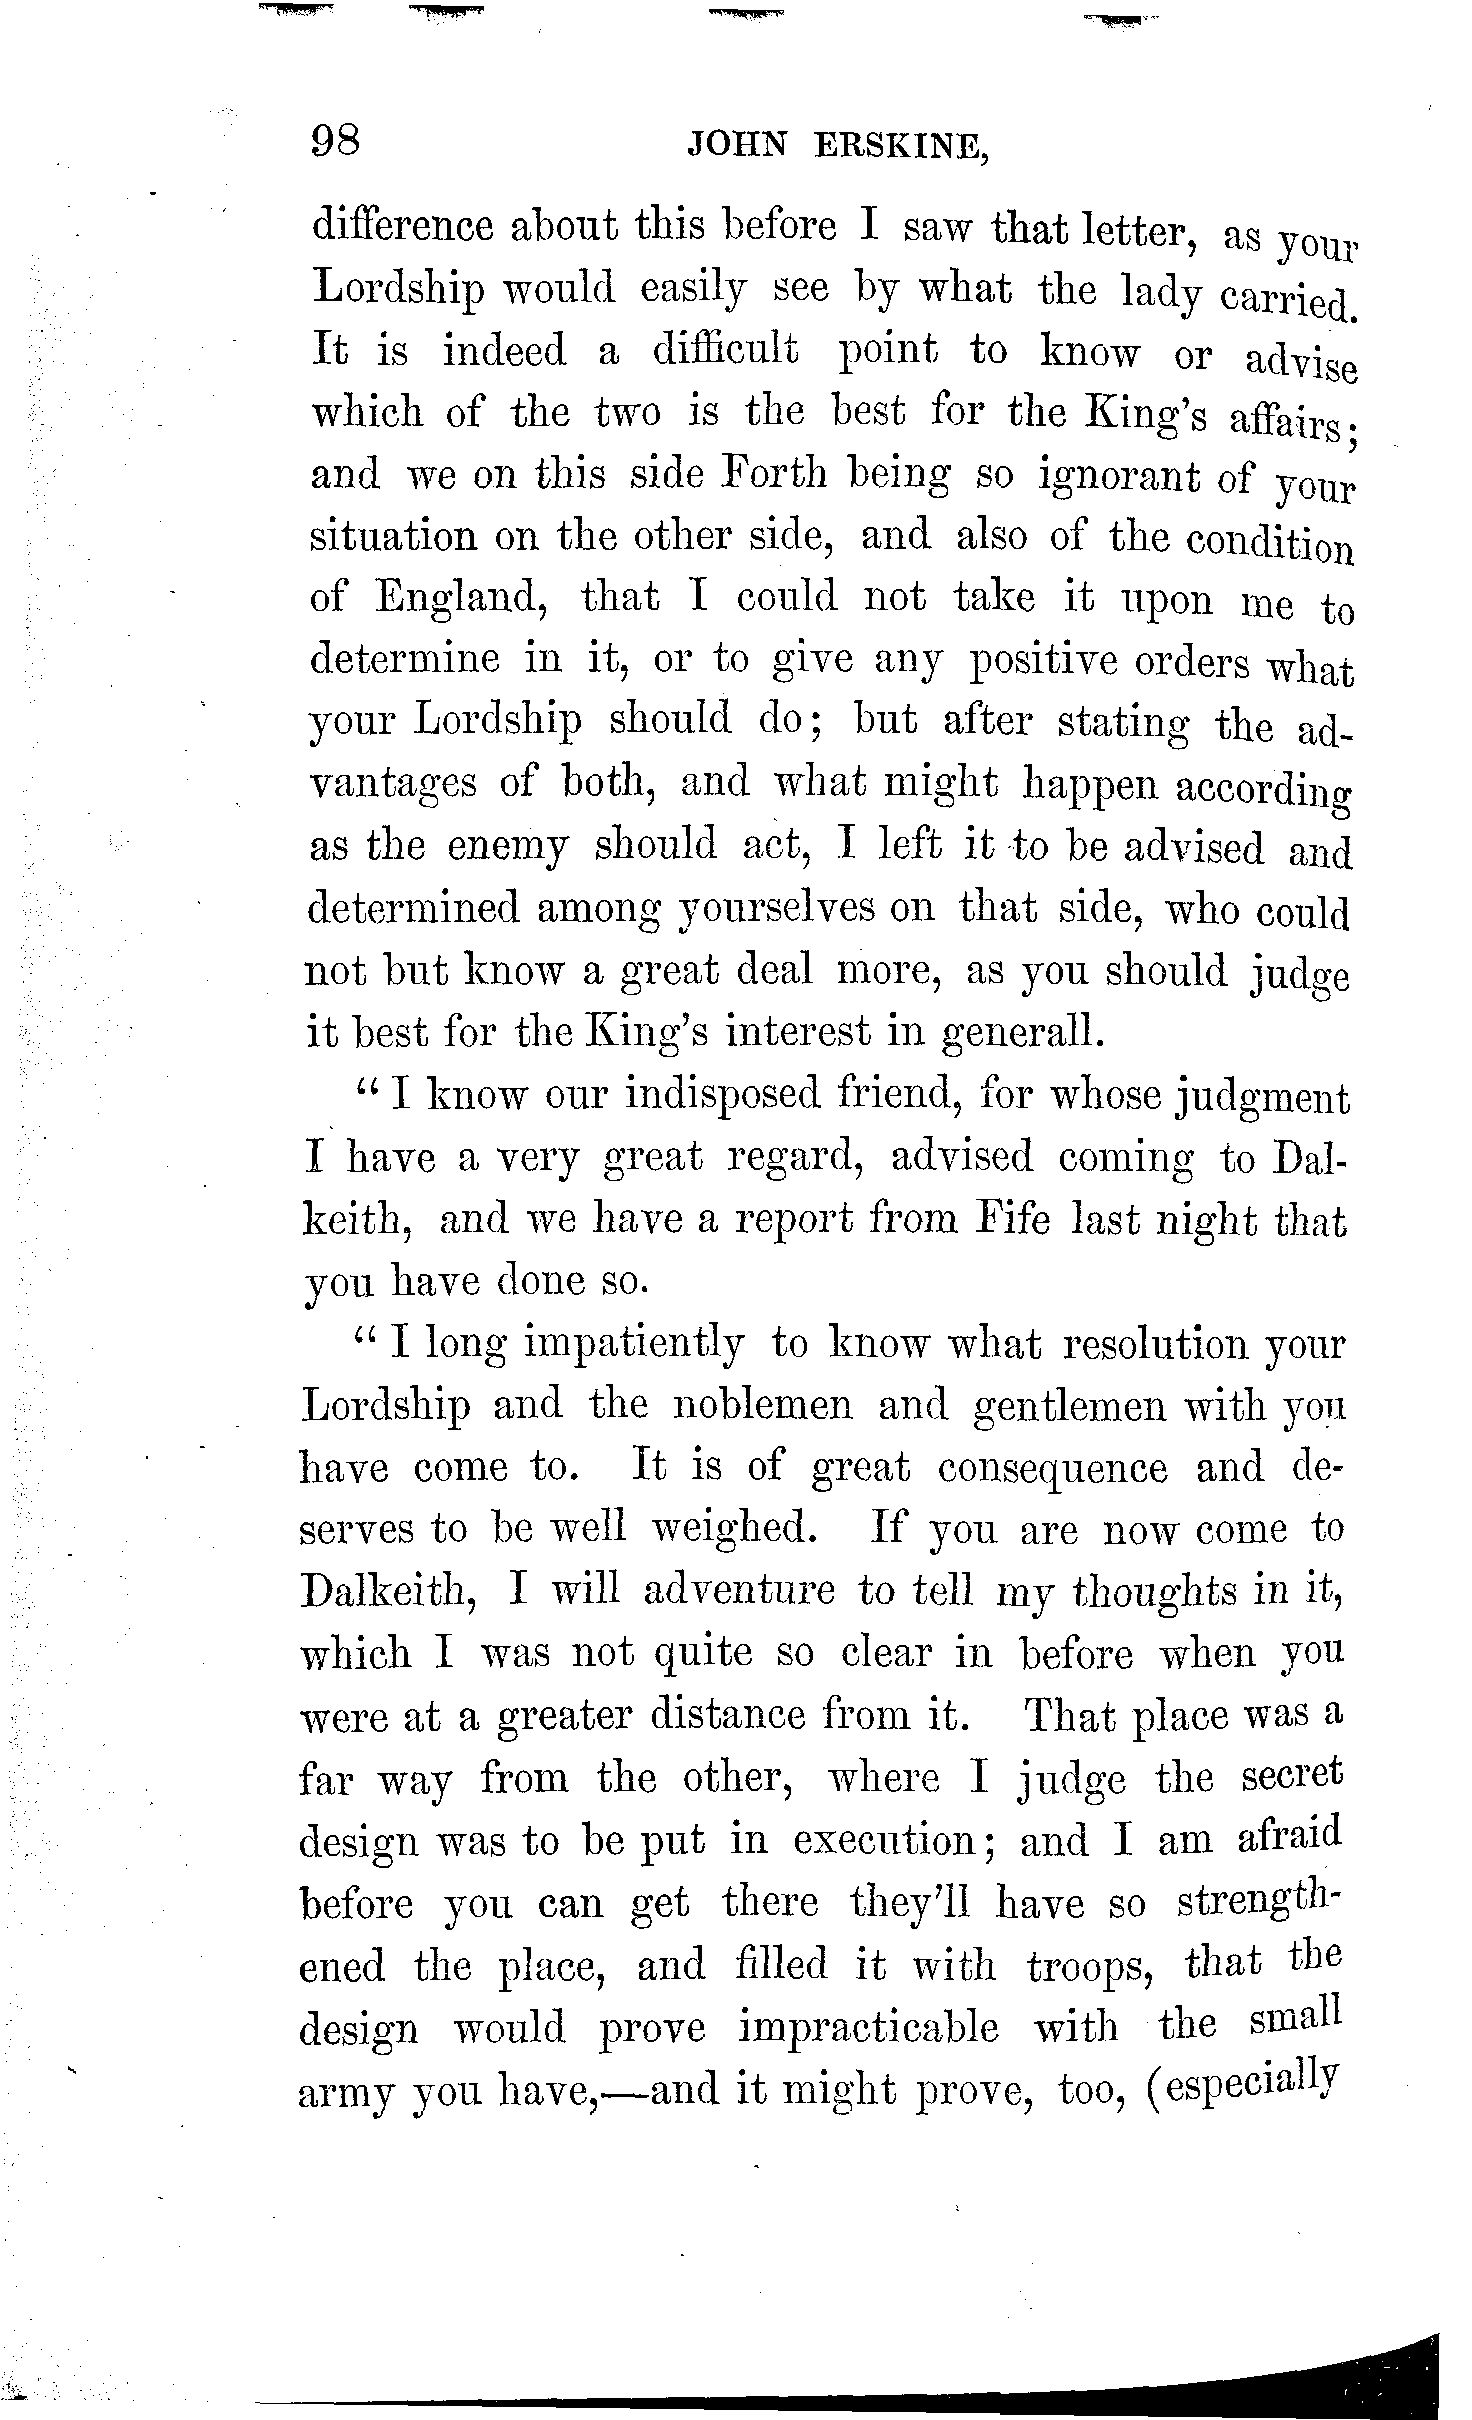 98 JOHN ERSKINE,
difference about this before I saw that letter, as your
Lordship would easily see by what the lady carried.
It is indeed a difficult point to know or advise
which of the two is the best for the King's affairs;
and we on this side Forth being so ignorant of your
situation on the other side, and also of the condition
of England, that I could not take it upon me to
determine in it, or to give any positive orders what
your Lordship should do; but after stating the ad-
vantages of both, and what might happen according
as the enemy should act, I left it to be advised and
determined among yourselves on that side, who could
not but know a great deal more, as you should judge
it best for the King's interest in generall.
“I know our indisposed friend, for whose judgment
I have a very great regard, advised coming to Dal-
keith, and we have a report from Fife last night that
you have done so.
“I long impatiently to know what resolution your
Lordship and the noblemen and gentlemen with you
have come to. It is of great consequence and de-
serves to be well weighed. If you are now come to
Dalkeith, I will adventure to tell my thoughts in it,
which I was not quite so clear in before when you
were at a greater distance from it. That place was a
far way from the other, where I judge the secret
design was to be put in execution; and I am afraid
before you can get there they'll have so strength-
ened the place, and filled it with troops, that the
design would prove impracticable with the small
army you have,—and it might prove, too, (especially